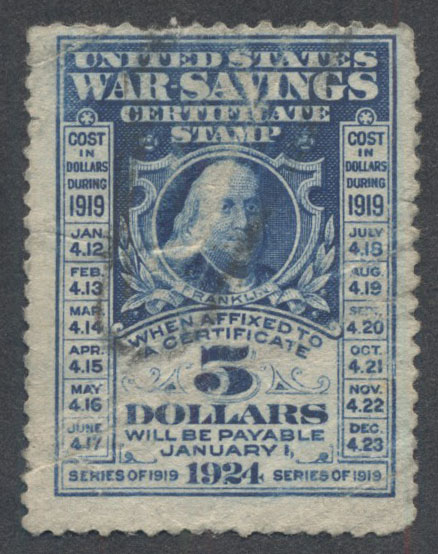 UNITED STATES
WAR-SAVINGS
CERTIFICATE
STAMP
COST
IN
DOLLARS
DURING
1919
JAN.
4.12
FEB.
4.13
MAR.
4.14
APR.
4.15
MAY
4.16
JUNE
4.17
COST
IN
DOLLARS
DURING
1919
JULY
4.18
AUG.
4.19
SEPT.
4.20
OCT.
4.21
NOV.
4.22
DEC.
4.23
FRANKLIN
WHEN AFFIXED TO
A CERTIFICATE
5
DOLLARS
WILL BE PAYABLE
JANUARY 1,
SERIES OF 1919 1924 SERIES OF 1919